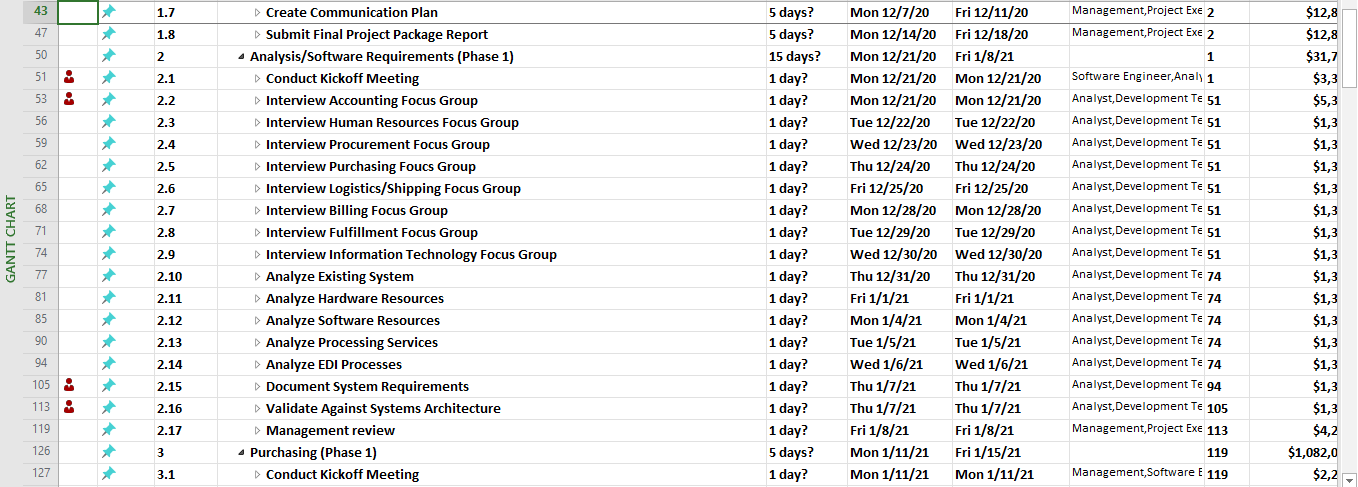 43 1.7 Create Communication Plan 5 days? Mon 12/7/20 Fri 12/11/20 Management,Project Exe 2 $12,8
47 1.8 Submit Final Project Package Report 5 days? Mon 12/14/20 Fri 12/18/20 Management,Project Exe 2 $12,8
50 2 Analysis/Software Requirements (Phase 1) 15 days? Mon 12/21/20 Fri 1/8/21 1 $31,7
51 2.1 Conduct Kickoff Meeting 1 day? Mon 12/21/20 Mon 12/21/20 Software Engineer,Analy 1 $3,3
53 2.2 Interview Accounting Focus Group 1 day? Mon 12/21/20 Mon 12/21/20 Analyst,Development Te 51 $5,3
56 2.3 Interview Human Resources Focus Group 1 day? Tue 12/22/20 Tue 12/22/20 Analyst,Development Te 51 $1,3
59 2.4 Interview Procurement Focus Group 1 day? Wed 12/23/20 Wed 12/23/20 Analyst,Development Te 51 $1,3
62 2.5 Interview Purchasing Foucs Group 1 day? Thu 12/24/20 Thu 12/24/20 Analyst,Development Te 51 $1,3
65 2.6 Interview Logistics/Shipping Focus Group 1 day? Fri 12/25/20 Fri 12/25/20 Analyst,Development Te 51 $1,3
68 2.7 Interview Billing Focus Group 1 day? Mon 12/28/20 Mon 12/28/20 Analyst,Development Te 51 $1,3
71 2.8 Interview Fulfillment Focus Group 1 day? Tue 12/29/20 Tue 12/29/20 Analyst,Development Te 51 $1,3
74 2.9 Interview Information Technology Focus Group 1 day? Wed 12/30/20 Wed 12/30/20 Analyst,Development Te 51 $1,3
77 2.10 Analyze Existing System 1 day? Thu 12/31/20 Thu 12/31/20 Analyst,Development Te 74 $1,3
81 2.11 Analyze Hardware Resources 1 day? Fri 1/1/21 Fri 1/1/21 Analyst,Development Te 74 $1,3
85 2.12 Analyze Software Resources 1 day? Mon 1/4/21 Mon 1/4/21 Analyst,Development Te 74 $1,3
90 2.13 Analyze Processing Services 1 day? Tue 1/5/21 Tue 1/5/21 Analyst,Development Te 74 $1,3
94 2.14 Analyze EDI Processes 1 day? Wed 1/6/21 Wed 1/6/21 Analyst,Development Te 74 $1,3
105 2.15 Document System Requirements 1 day? Thu 1/7/21 Thu 1/7/21 Analyst,Development Te 94 $1,3
113 2.16 Validate Against Systems Architecture 1 day? Thu 1/7/21 Thu 1/7/21 Analyst,Development Te 105 $1,3
119 2.17 Management review 1 day? Fri 1/8/21 Fri 1/8/21 Management,Project Exe 113 $4,2
126 3 Purchasing (Phase 1) 5 days? Mon 1/11/21 Fri 1/15/21 119 $1,082,0
127 3.1 Conduct Kickoff Meeting 1 day? Mon 1/11/21 Mon 1/11/21 Management,Software E 119 $2,2
GANTT CHART